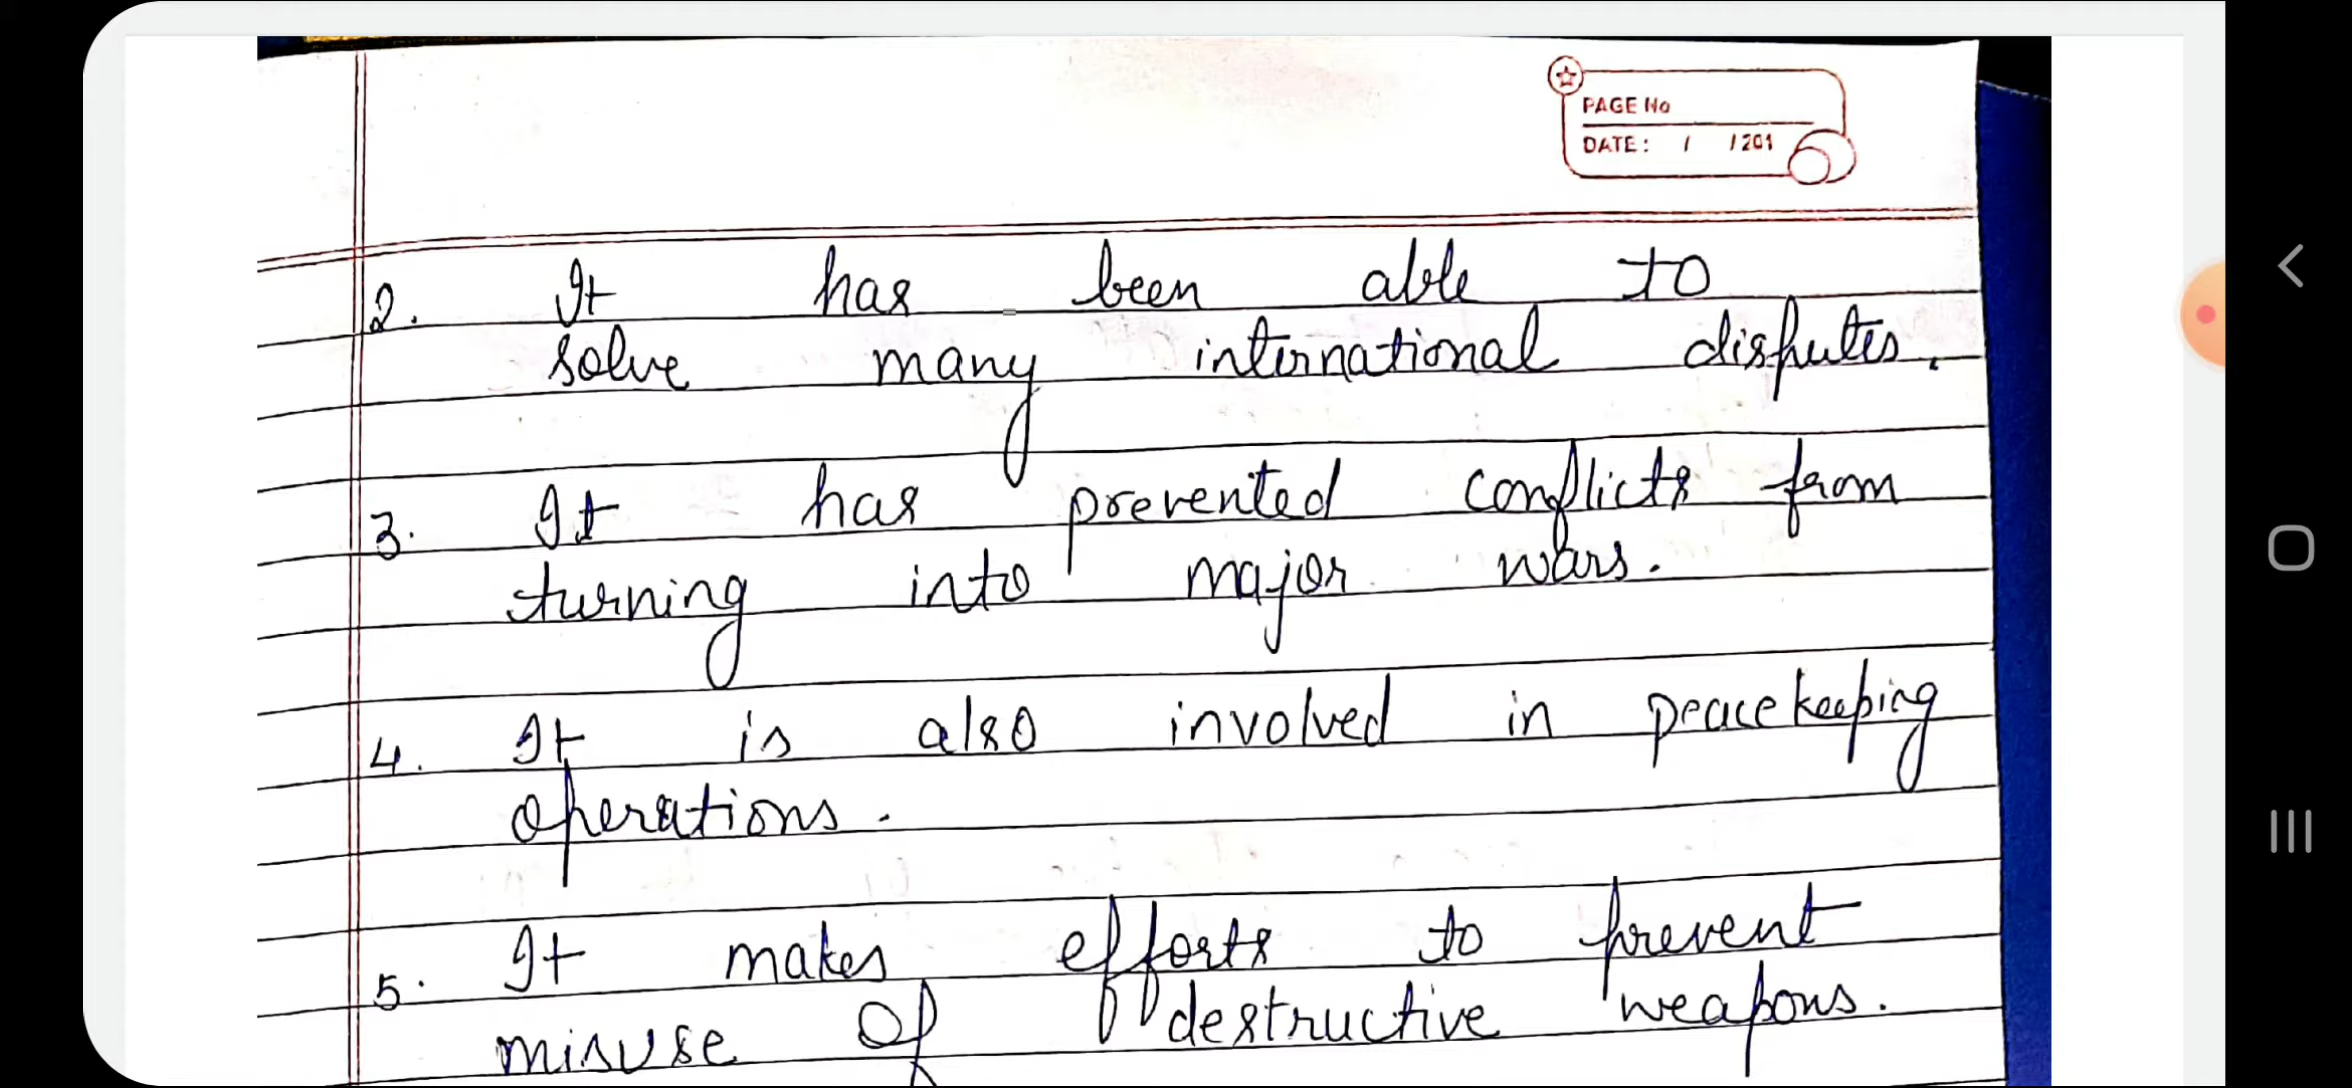 PAGE No
DATE: / /201
2. It has been able to
solve many international disputes.
3. It has prevented conflicts from
turning into major wars.
4. It is also involved in peacekeeping
operations.
5. It makes efforts to prevent
misuse of destructive weapons.